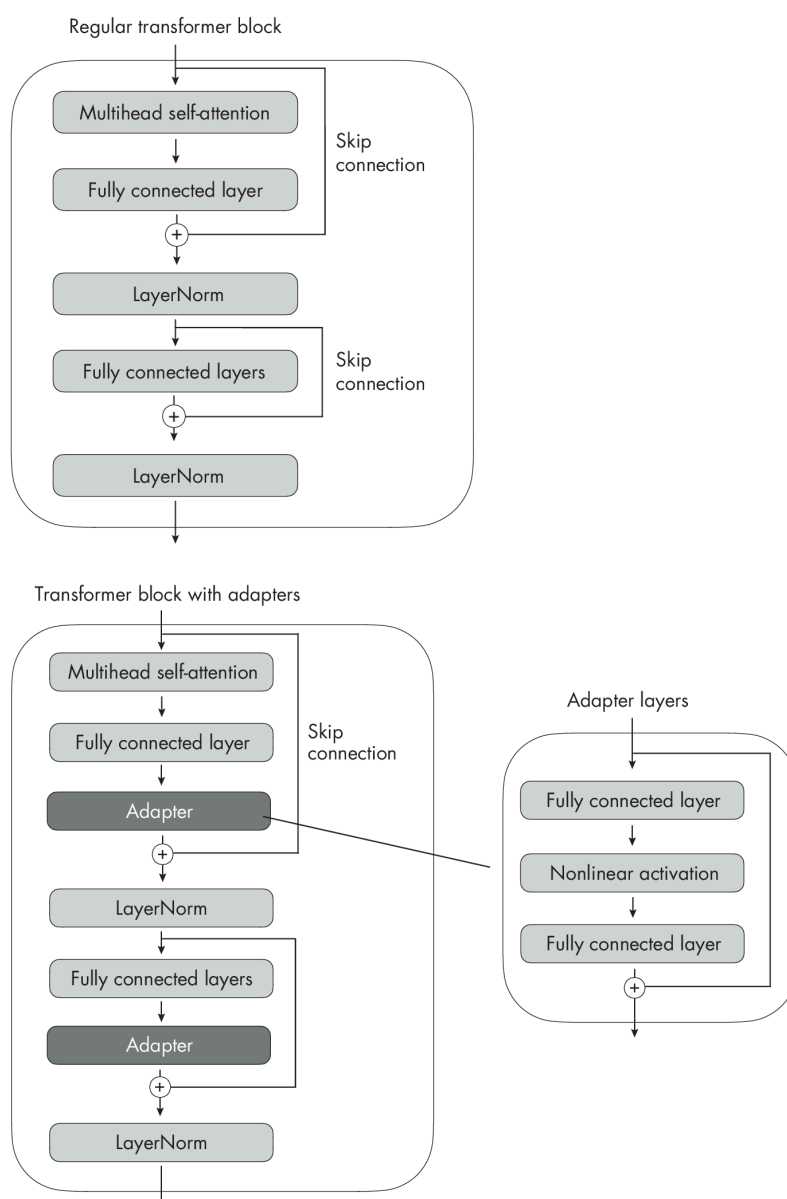 Regular transformer block
Multihead self-attention
Skip
connection
Fully connected layer
+
LayerNorm
Fully connected layers
Skip
connection
+
LayerNorm
Transformer block with adapters
Multihead self-attention
Fully connected layer
Skip
connection
Adapter
+
LayerNorm
Fully connected layers
Adapter
+
LayerNorm
Adapter layers
Fully connected layer
Nonlinear activation
Fully connected layer
+